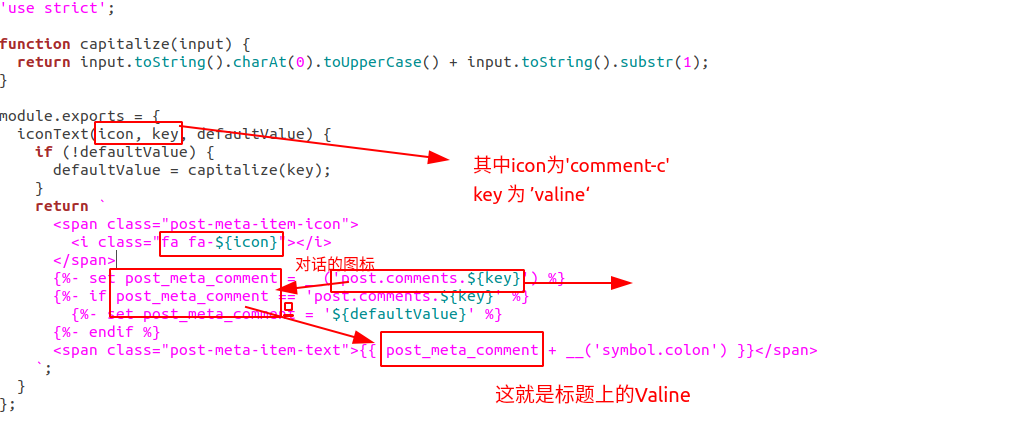 'use strict';
function capitalize(input) {
return input.toString().charAt(0).toUpperCase() + input.toString().substr(1);
}
module.exports = {
iconText(icon, key, defaultValue) {
if (!defaultValue) {
defaultValue = capitalize(key);
}
return `
其中icon为'comment-c'
key 为 ’valine‘
<span class="post-meta-item-icon">
<i class="fa fa-${icon}"></i>
</span>
对话的图标
{%- set post_meta_comment = __('post.comments.${key}') %}
{%- if post_meta_comment == 'post.comments.${key}' %}
{%- set post_meta_comment = '${defaultValue}' %}
{%- endif %}
<span class="post-meta-item-text">{{ post_meta_comment + __('symbol.colon') }}</span>
`;
}
};
这就是标题上的Valine